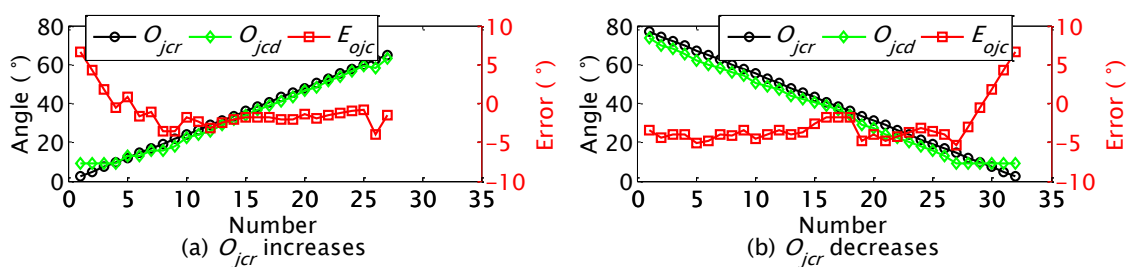 80
60
40
20
0
Angle (°)
O_jcr O_jcd E_ojc
10
5
0
−5
−10
Error (°)
0 5 10 15 20 25 30 35
Number
(a) O_jcr increases
80
60
40
20
0
Angle (°)
O_jcr O_jcd E_ojc
10
5
0
−5
−10
Error (°)
0 5 10 15 20 25 30 35
Number
(b) O_jcr decreases